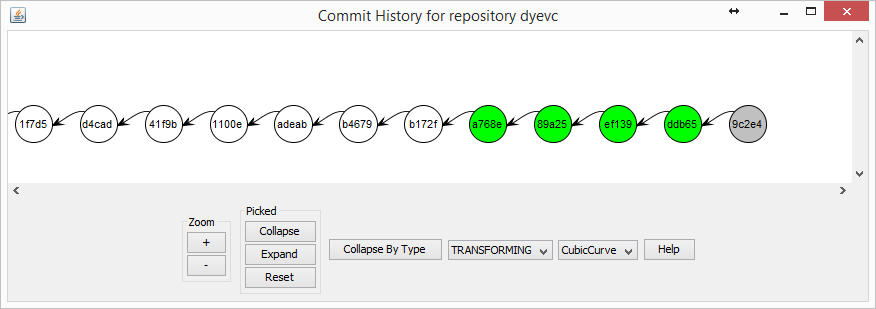 Commit History for repository dyevc
1f7d5 d4cad 41f9b 1100e adeab b4679 b172f a768e 89a25 ef139 ddb65 9c2e4
Zoom
+
-
Picked
Collapse
Expand
Reset
Collapse By Type
TRANSFORMING
CubicCurve
Help